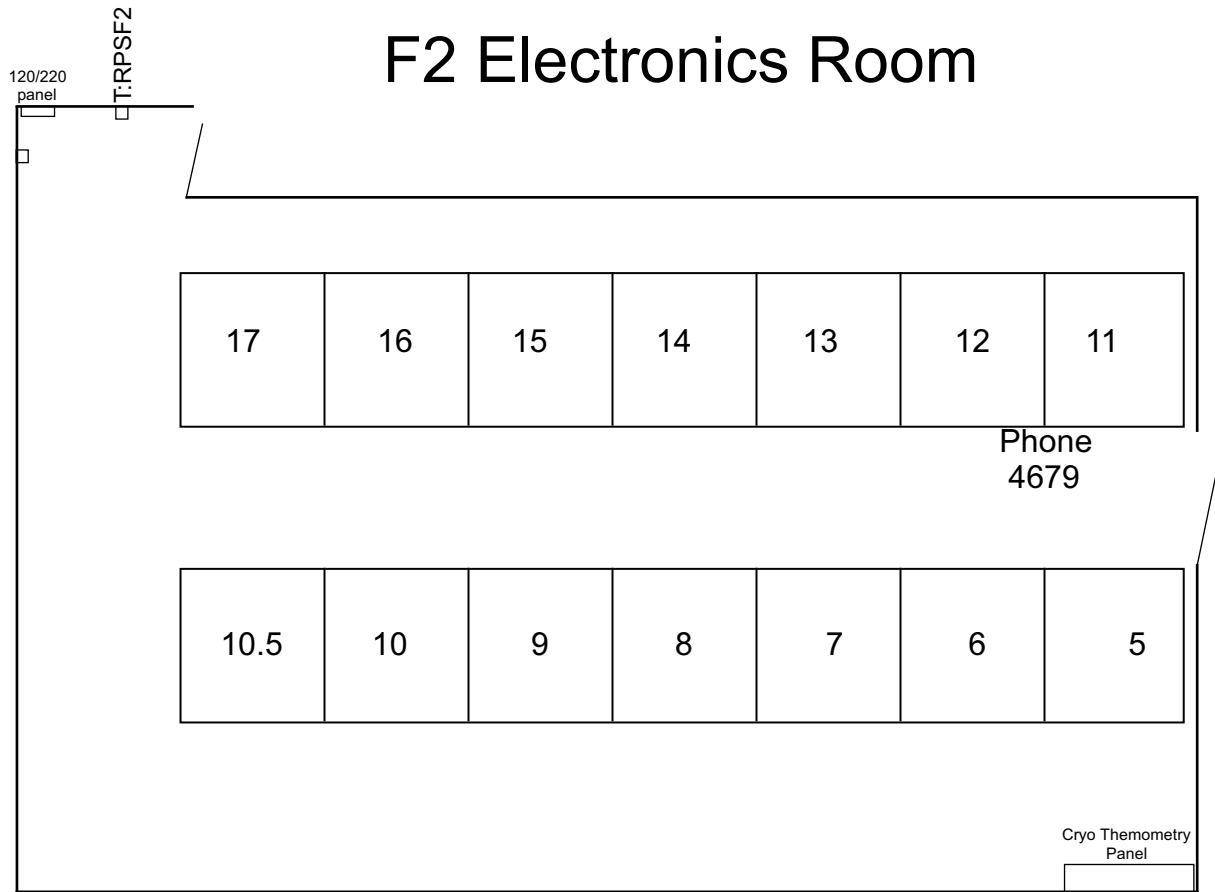 F2 Electronics Room
120/220
panel
T:RPSF2
17 16 15 14 13 12 11
Phone
4679
10.5 10 9 8 7 6 5
Cryo Themometry
Panel